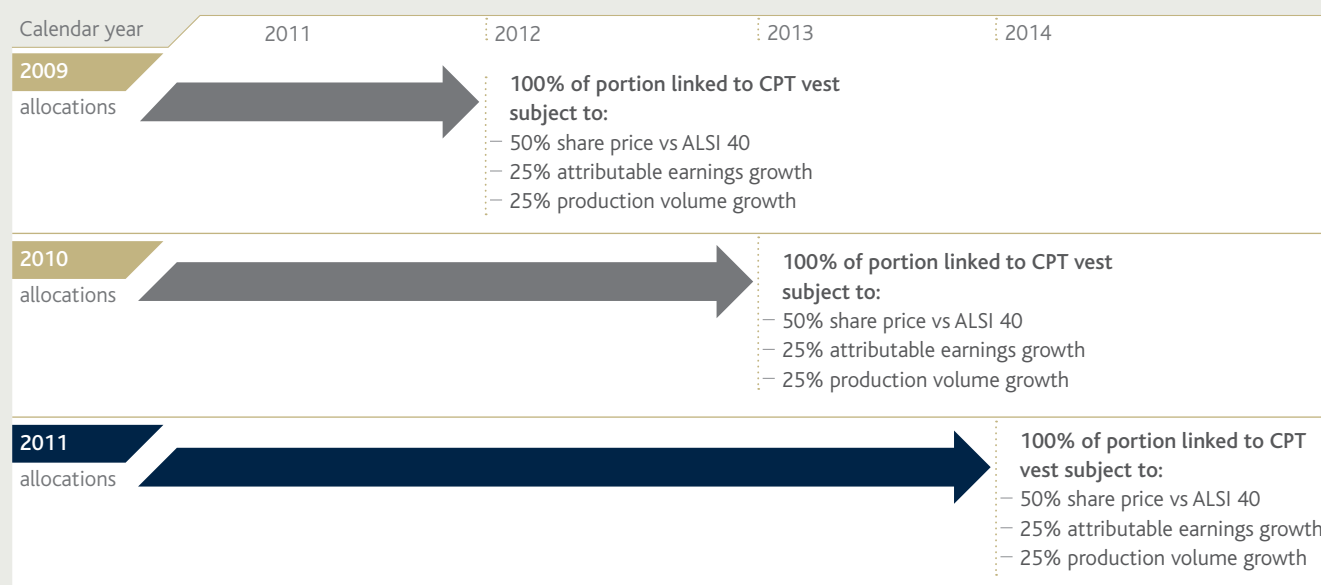 Calendar year 2011 2012 2013 2014
2009
allocations
100% of portion linked to CPT vest
subject to:
– 50% share price vs ALSI 40
– 25% attributable earnings growth
– 25% production volume growth
2010
allocations
100% of portion linked to CPT vest
subject to:
– 50% share price vs ALSI 40
– 25% attributable earnings growth
– 25% production volume growth
2011
allocations
100% of portion linked to CPT
vest subject to:
– 50% share price vs ALSI 40
– 25% attributable earnings growth
– 25% production volume growth